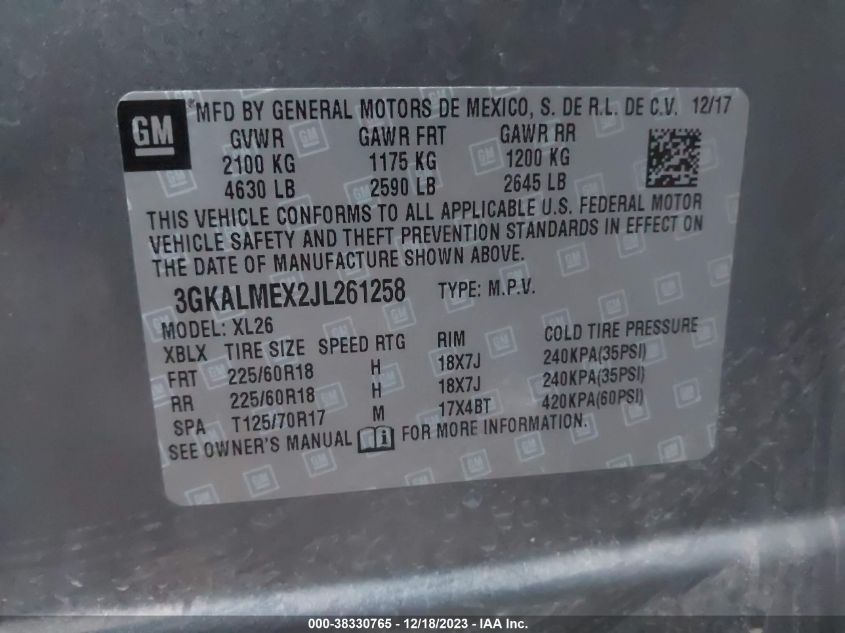 GM
MFD BY GENERAL MOTORS DE MEXICO, S. DE R.L. DE C.V. 12/17
GVWR GAWR FRT GAWR RR
2100 KG 1175 KG 1200 KG
4630 LB 2590 LB 2645 LB
THIS VEHICLE CONFORMS TO ALL APPLICABLE U.S. FEDERAL MOTOR
VEHICLE SAFETY AND THEFT PREVENTION STANDARDS IN EFFECT ON
THE DATE OF MANUFACTURE SHOWN ABOVE.
3GKALMEX2JL261258 TYPE: M.P.V.
MODEL: XL26
XBLX TIRE SIZE SPEED RTG RIM COLD TIRE PRESSURE
FRT 225/60R18 H 18X7J 240KPA(35PSI)
RR 225/60R18 H 18X7J 240KPA(35PSI)
SPA T125/70R17 M 17X4BT 420KPA(60PSI)
SEE OWNER'S MANUAL FOR MORE INFORMATION.
000-38330765 - 12/18/2023 - IAA Inc.